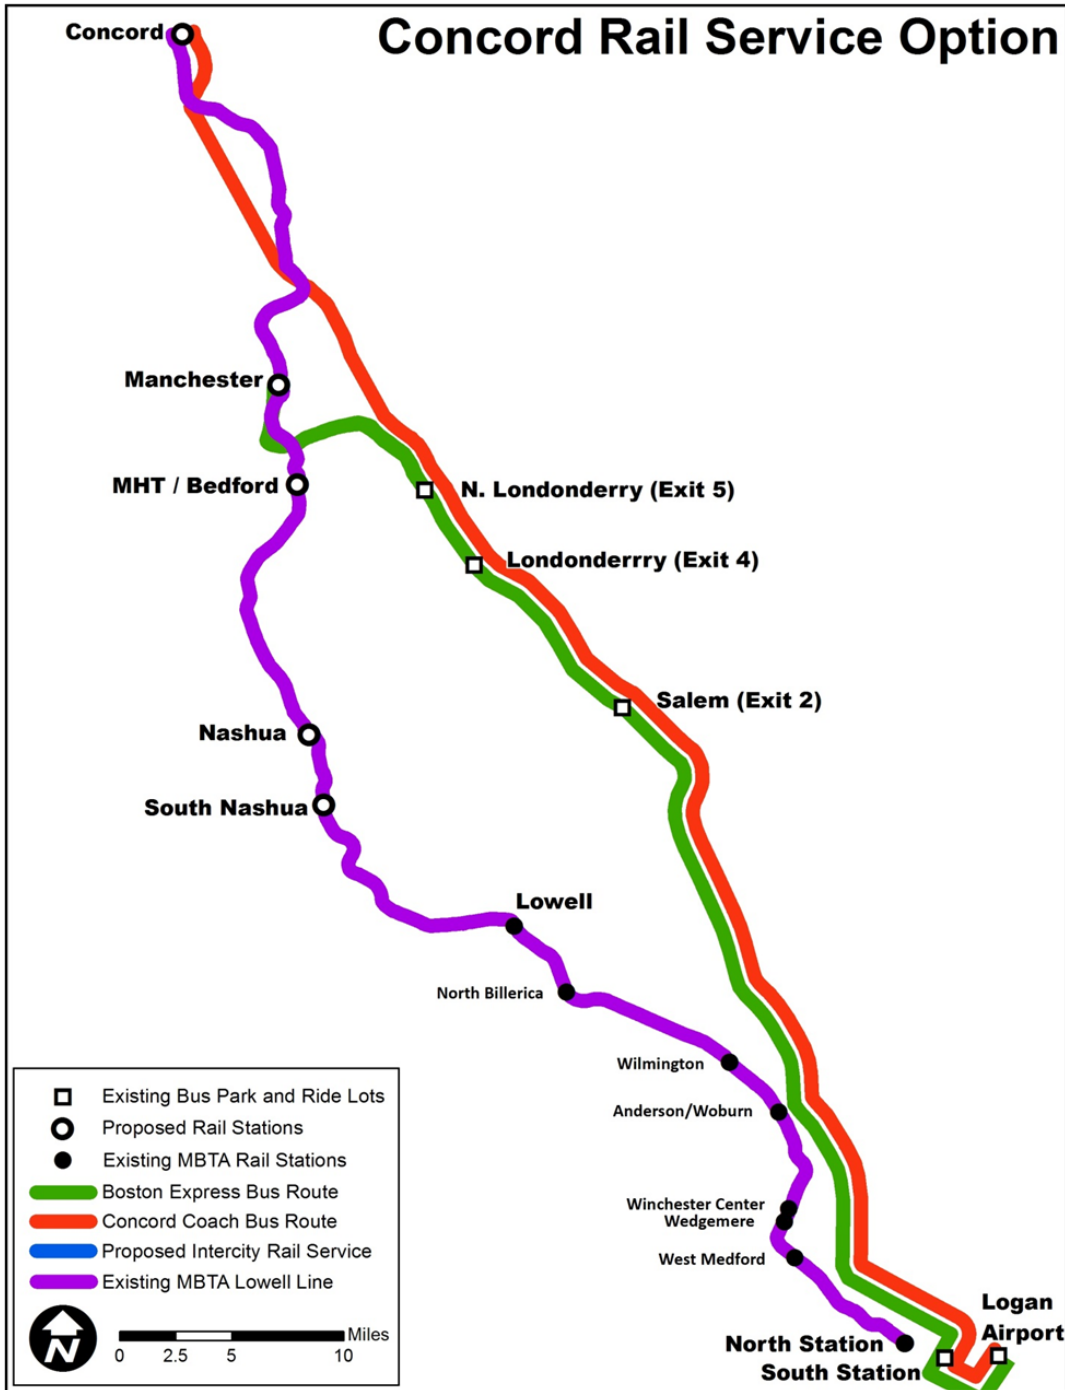 Concord Rail Service Option
Concord
Manchester
MHT / Bedford
N. Londonderry (Exit 5)
Londonderrry (Exit 4)
Salem (Exit 2)
Nashua
South Nashua
Lowell
North Billerica
Wilmington
Anderson/Woburn
Winchester Center
Wedgemere
West Medford
Logan
Airport
North Station
South Station
Existing Bus Park and Ride Lots
Proposed Rail Stations
Existing MBTA Rail Stations
Boston Express Bus Route
Concord Coach Bus Route
Proposed Intercity Rail Service
Existing MBTA Lowell Line
N
Miles
0 2.5 5 10